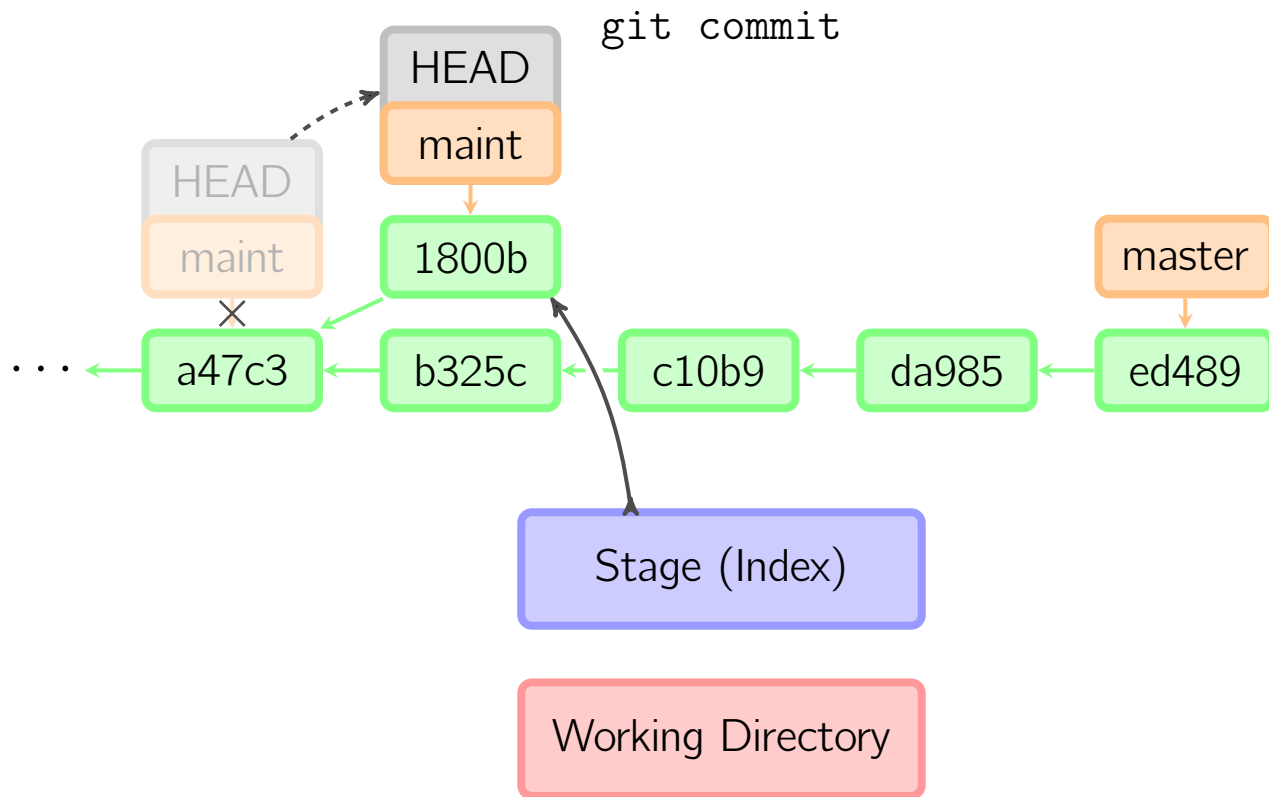 git commit
HEAD
maint
HEAD
maint
1800b
master
... a47c3 b325c c10b9 da985 ed489
Stage (Index)
Working Directory